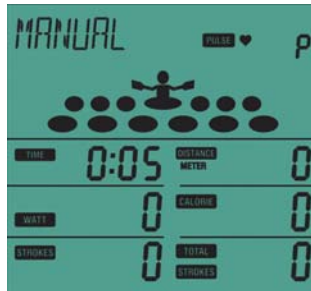 MANUAL PULSE P
TIME 0:05 DISTANCE METER 0
WATT 0 CALORIE 0
STROKES 0 TOTAL STROKES 0